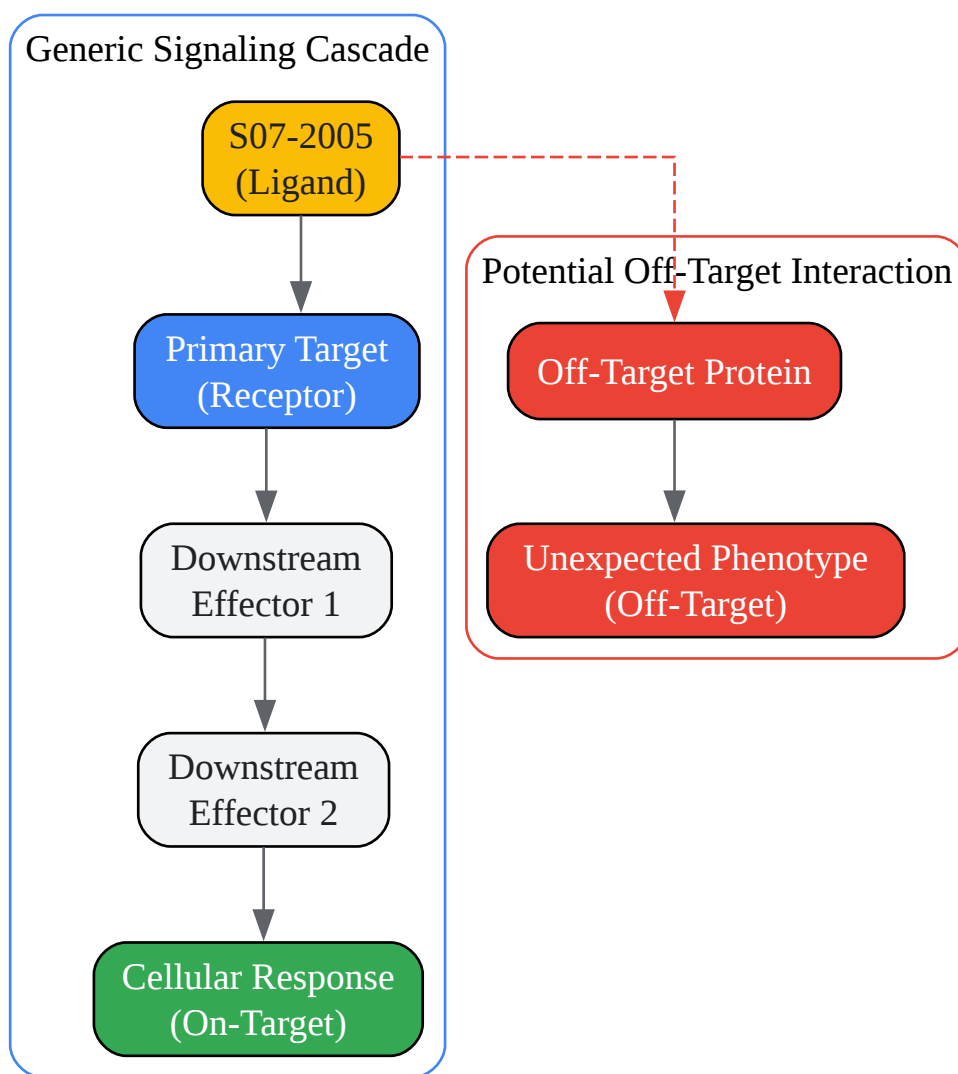 Generic Signaling Cascade
S07-2005
(Ligand)
Primary Target
(Receptor)
Downstream
Effector 1
Downstream
Effector 2
Cellular Response
(On-Target)
Potential Off-Target Interaction
Off-Target Protein
Unexpected Phenotype
(Off-Target)